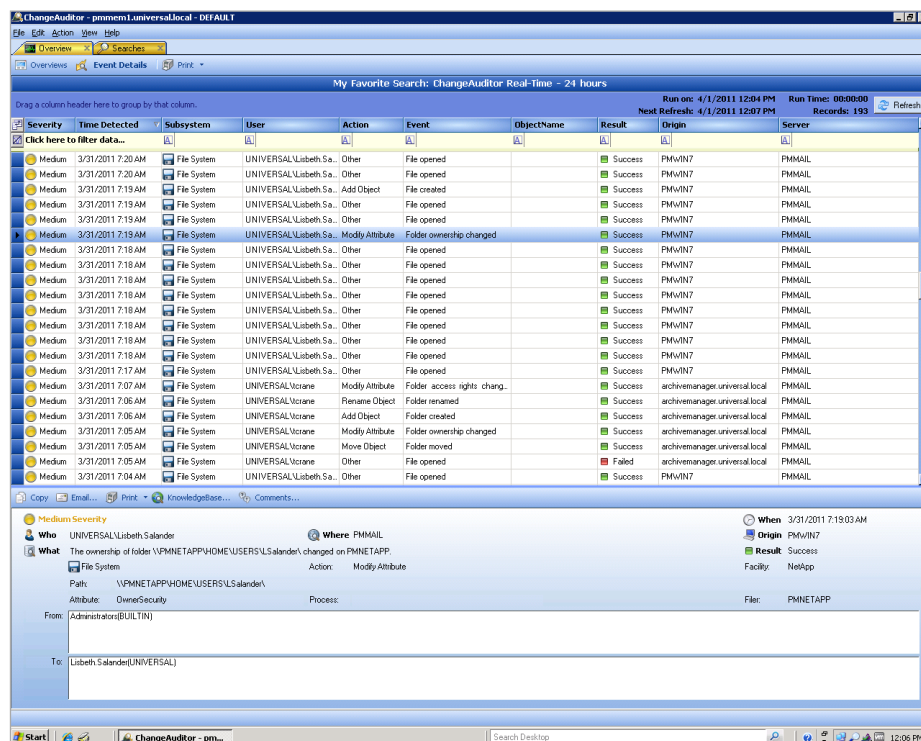 ChangeAuditor - pmmem1.universal.local - DEFAULT
File Edit Action View Help
Overview Searches
Overviews Event Details Print
My Favorite Search: ChangeAuditor Real-Time - 24 hours
Drag a column header here to group by that column.
Run on: 4/1/2011 12:04 PM Run Time: 00:00:00
Next Refresh: 4/1/2011 12:07 PM Records: 193
Refresh
Severity Time Detected Subsystem User Action Event ObjectName Result Origin Server
Click here to filter data...
Medium 3/31/2011 7:20 AM File System UNIVERSAL\Lisbeth.Sa... Other File opened Success PMWIN7 PMMAIL
Medium 3/31/2011 7:20 AM File System UNIVERSAL\Lisbeth.Sa... Other File opened Success PMWIN7 PMMAIL
Medium 3/31/2011 7:19 AM File System UNIVERSAL\Lisbeth.Sa... Add Object File created Success PMWIN7 PMMAIL
Medium 3/31/2011 7:19 AM File System UNIVERSAL\Lisbeth.Sa... Other File opened Success PMWIN7 PMMAIL
Medium 3/31/2011 7:19 AM File System UNIVERSAL\Lisbeth.Sa... Other File opened Success PMWIN7 PMMAIL
Medium 3/31/2011 7:19 AM File System UNIVERSAL\Lisbeth.Sa... Modify Attribute Folder ownership changed Success PMWIN7 PMMAIL
Medium 3/31/2011 7:18 AM File System UNIVERSAL\Lisbeth.Sa... Other File opened Success PMWIN7 PMMAIL
Medium 3/31/2011 7:18 AM File System UNIVERSAL\Lisbeth.Sa... Other File opened Success PMWIN7 PMMAIL
Medium 3/31/2011 7:18 AM File System UNIVERSAL\Lisbeth.Sa... Other File opened Success PMWIN7 PMMAIL
Medium 3/31/2011 7:18 AM File System UNIVERSAL\Lisbeth.Sa... Other File opened Success PMWIN7 PMMAIL
Medium 3/31/2011 7:18 AM File System UNIVERSAL\Lisbeth.Sa... Other File opened Success PMWIN7 PMMAIL
Medium 3/31/2011 7:18 AM File System UNIVERSAL\Lisbeth.Sa... Other File opened Success PMWIN7 PMMAIL
Medium 3/31/2011 7:18 AM File System UNIVERSAL\Lisbeth.Sa... Other File opened Success PMWIN7 PMMAIL
Medium 3/31/2011 7:18 AM File System UNIVERSAL\Lisbeth.Sa... Other File opened Success PMWIN7 PMMAIL
Medium 3/31/2011 7:17 AM File System UNIVERSAL\Lisbeth.Sa... Other File opened Success PMWIN7 PMMAIL
Medium 3/31/2011 7:07 AM File System UNIVERSAL\tcrane Modify Attribute Folder access rights chang... Success archivemanager.universal.local PMMAIL
Medium 3/31/2011 7:06 AM File System UNIVERSAL\tcrane Rename Object Folder renamed Success archivemanager.universal.local PMMAIL
Medium 3/31/2011 7:06 AM File System UNIVERSAL\tcrane Add Object Folder created Success archivemanager.universal.local PMMAIL
Medium 3/31/2011 7:05 AM File System UNIVERSAL\tcrane Modify Attribute Folder ownership changed Success archivemanager.universal.local PMMAIL
Medium 3/31/2011 7:05 AM File System UNIVERSAL\tcrane Move Object Folder moved Success archivemanager.universal.local PMMAIL
Medium 3/31/2011 7:05 AM File System UNIVERSAL\tcrane Other File opened Failed archivemanager.universal.local PMMAIL
Medium 3/31/2011 7:04 AM File System UNIVERSAL\Lisbeth.Sa... Other File opened Success PMWIN7 PMMAIL
Copy Email... Print KnowledgeBase... Comments...
Medium Severity When 3/31/2011 7:19:03 AM
Who UNIVERSAL\Lisbeth.Salander Where PMMAIL Origin PMWIN7
What The ownership of folder \\PMNETAPP\HOME\USERS\LSalander\ changed on PMNETAPP. Result Success
File System Action: Modify Attribute Facility: NetApp
Path: \\PMNETAPP\HOME\USERS\LSalander\
Attribute: OwnerSecurity Process: Filer: PMNETAPP
From: Administrators(BUILTIN)
To: Lisbeth.Salander(UNIVERSAL)
Start ChangeAuditor - pm... Search Desktop 12:06 PM